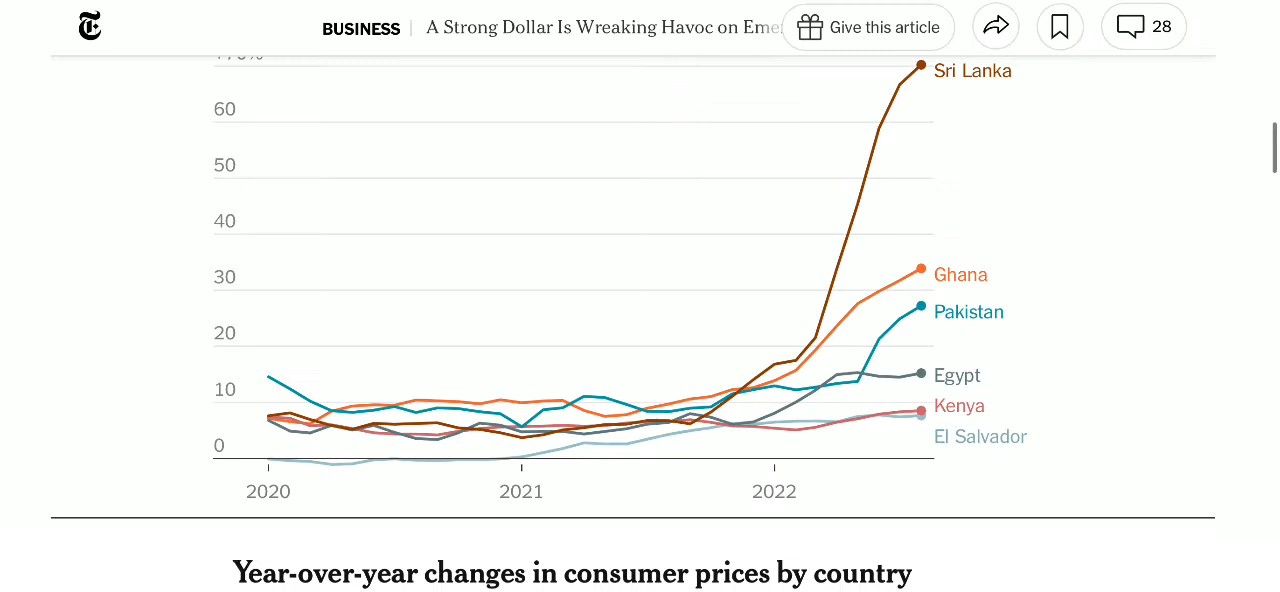 BUSINESS
A Strong Dollar Is Wreaking Havoc on Eme
Give this article
28
Sri Lanka
60
50
40
30
Ghana
Pakistan
20
Egypt
10
Kenya
El Salvador
0
2020
2021
2022
Year-over-year changes in consumer prices by country